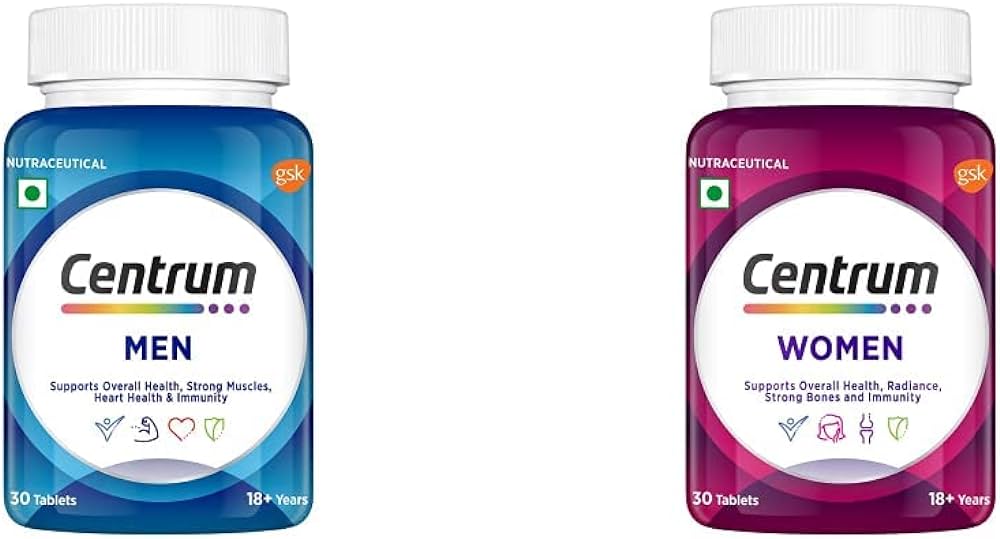 NUTRACEUTICAL
gsk
Centrum
MEN
Supports Overall Health, Strong Muscles,
Heart Health & Immunity
30 Tablets
18+ Years
NUTRACEUTICAL
gsk
Centrum
WOMEN
Supports Overall Health, Radiance,
Strong Bones and Immunity
30 Tablets
18+ Years